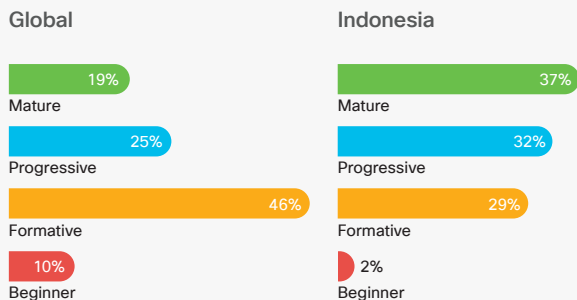 Global
19%
Mature
25%
Progressive
46%
Formative
10%
Beginner
Indonesia
37%
Mature
32%
Progressive
29%
Formative
2%
Beginner